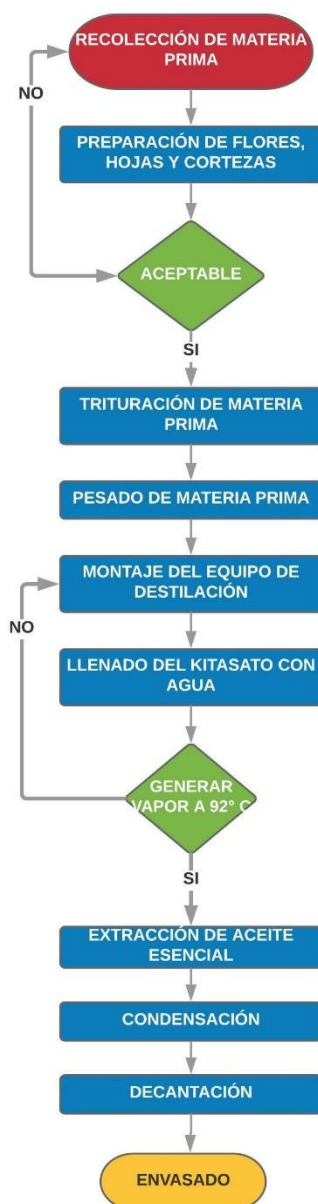 RECOLECCIÓN DE MATERIA
PRIMA
NO
PREPARACIÓN DE FLORES,
HOJAS Y CORTEZAS
ACEPTABLE
SI
TRITURACIÓN DE MATERIA
PRIMA
PESADO DE MATERIA PRIMA
MONTAJE DEL EQUIPO DE
DESTILACIÓN
NO
LLENADO DEL KITASATO CON
AGUA
GENERAR
VAPOR A 92° C
SI
EXTRACCIÓN DE ACEITE
ESENCIAL
CONDENSACIÓN
DECANTACIÓN
ENVASADO